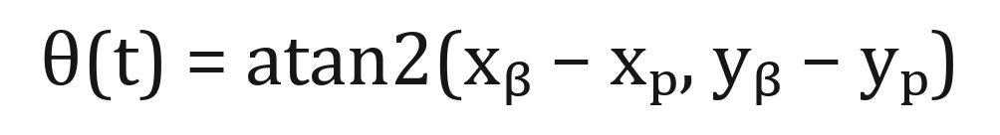 θ(t) = atan2(xᵦ − xₚ, yᵦ − yₚ)